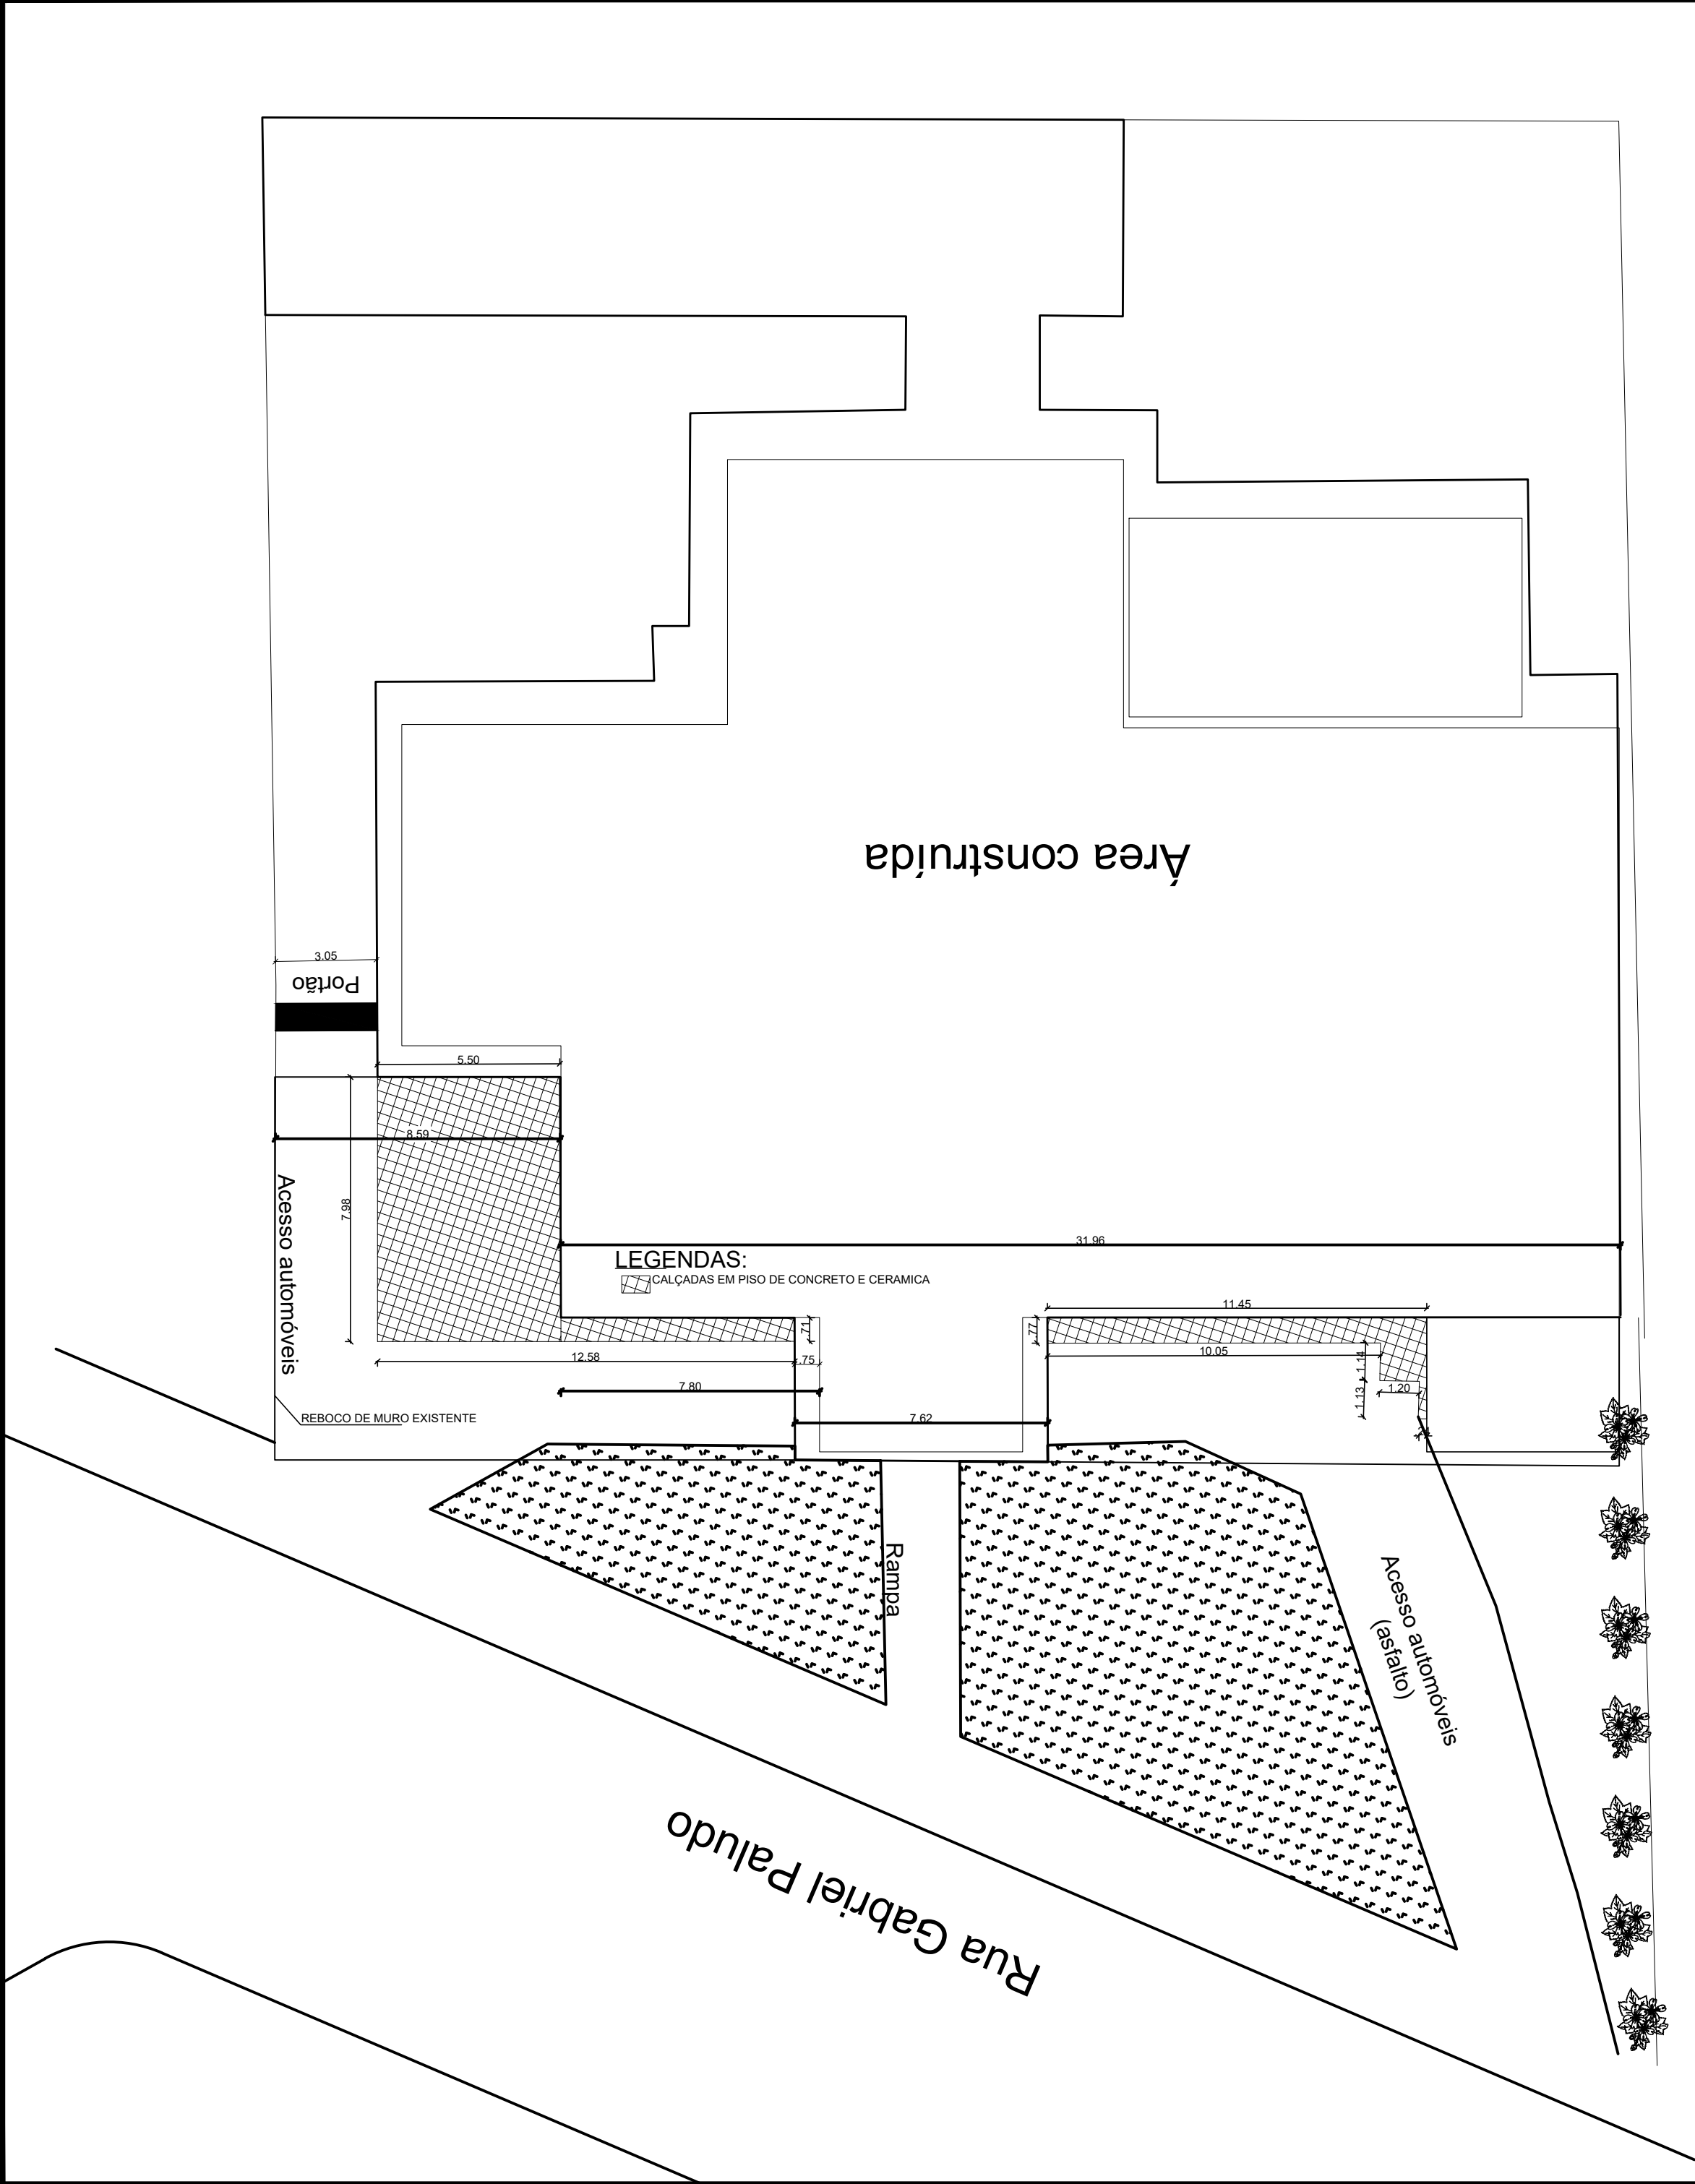 Área construída
3.05
Portão
5.50
8.59
7.98
Acesso automóveis
31.96
LEGENDAS:
CALÇADAS EM PISO DE CONCRETO E CERAMICA
.71
.77
11.45
12.58
.75
10.05
1.14
7.80
1.20
1.13
REBOCO DE MURO EXISTENTE
7.62
Rampa
Acesso automóveis
(asfalto)
Rua Gabriel Paludo